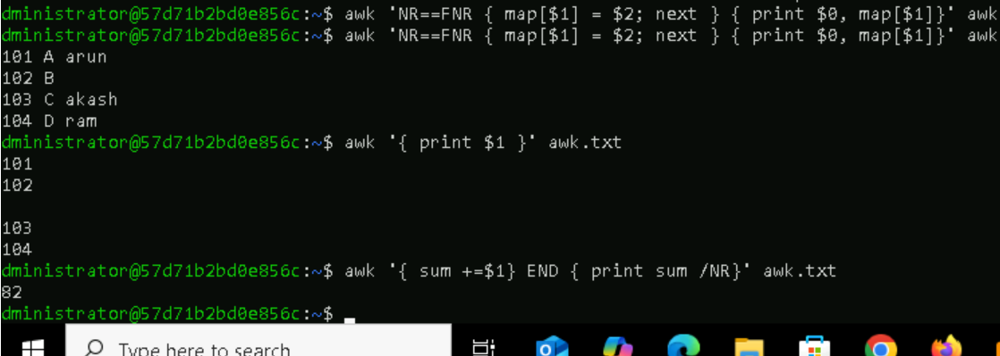 dministrator@57d71b2bd0e856c:~$ awk 'NR==FNR { map[$1] = $2; next } { print $0, map[$1]}' awk
dministrator@57d71b2bd0e856c:~$ awk 'NR==FNR { map[$1] = $2; next } { print $0, map[$1]}' awk
101 A arun
102 B
103 C akash
104 D ram
dministrator@57d71b2bd0e856c:~$ awk '{ print $1 }' awk.txt
101
102
103
104
dministrator@57d71b2bd0e856c:~$ awk '{ sum +=$1} END { print sum /NR}' awk.txt
82
dministrator@57d71b2bd0e856c:~$
Type here to search